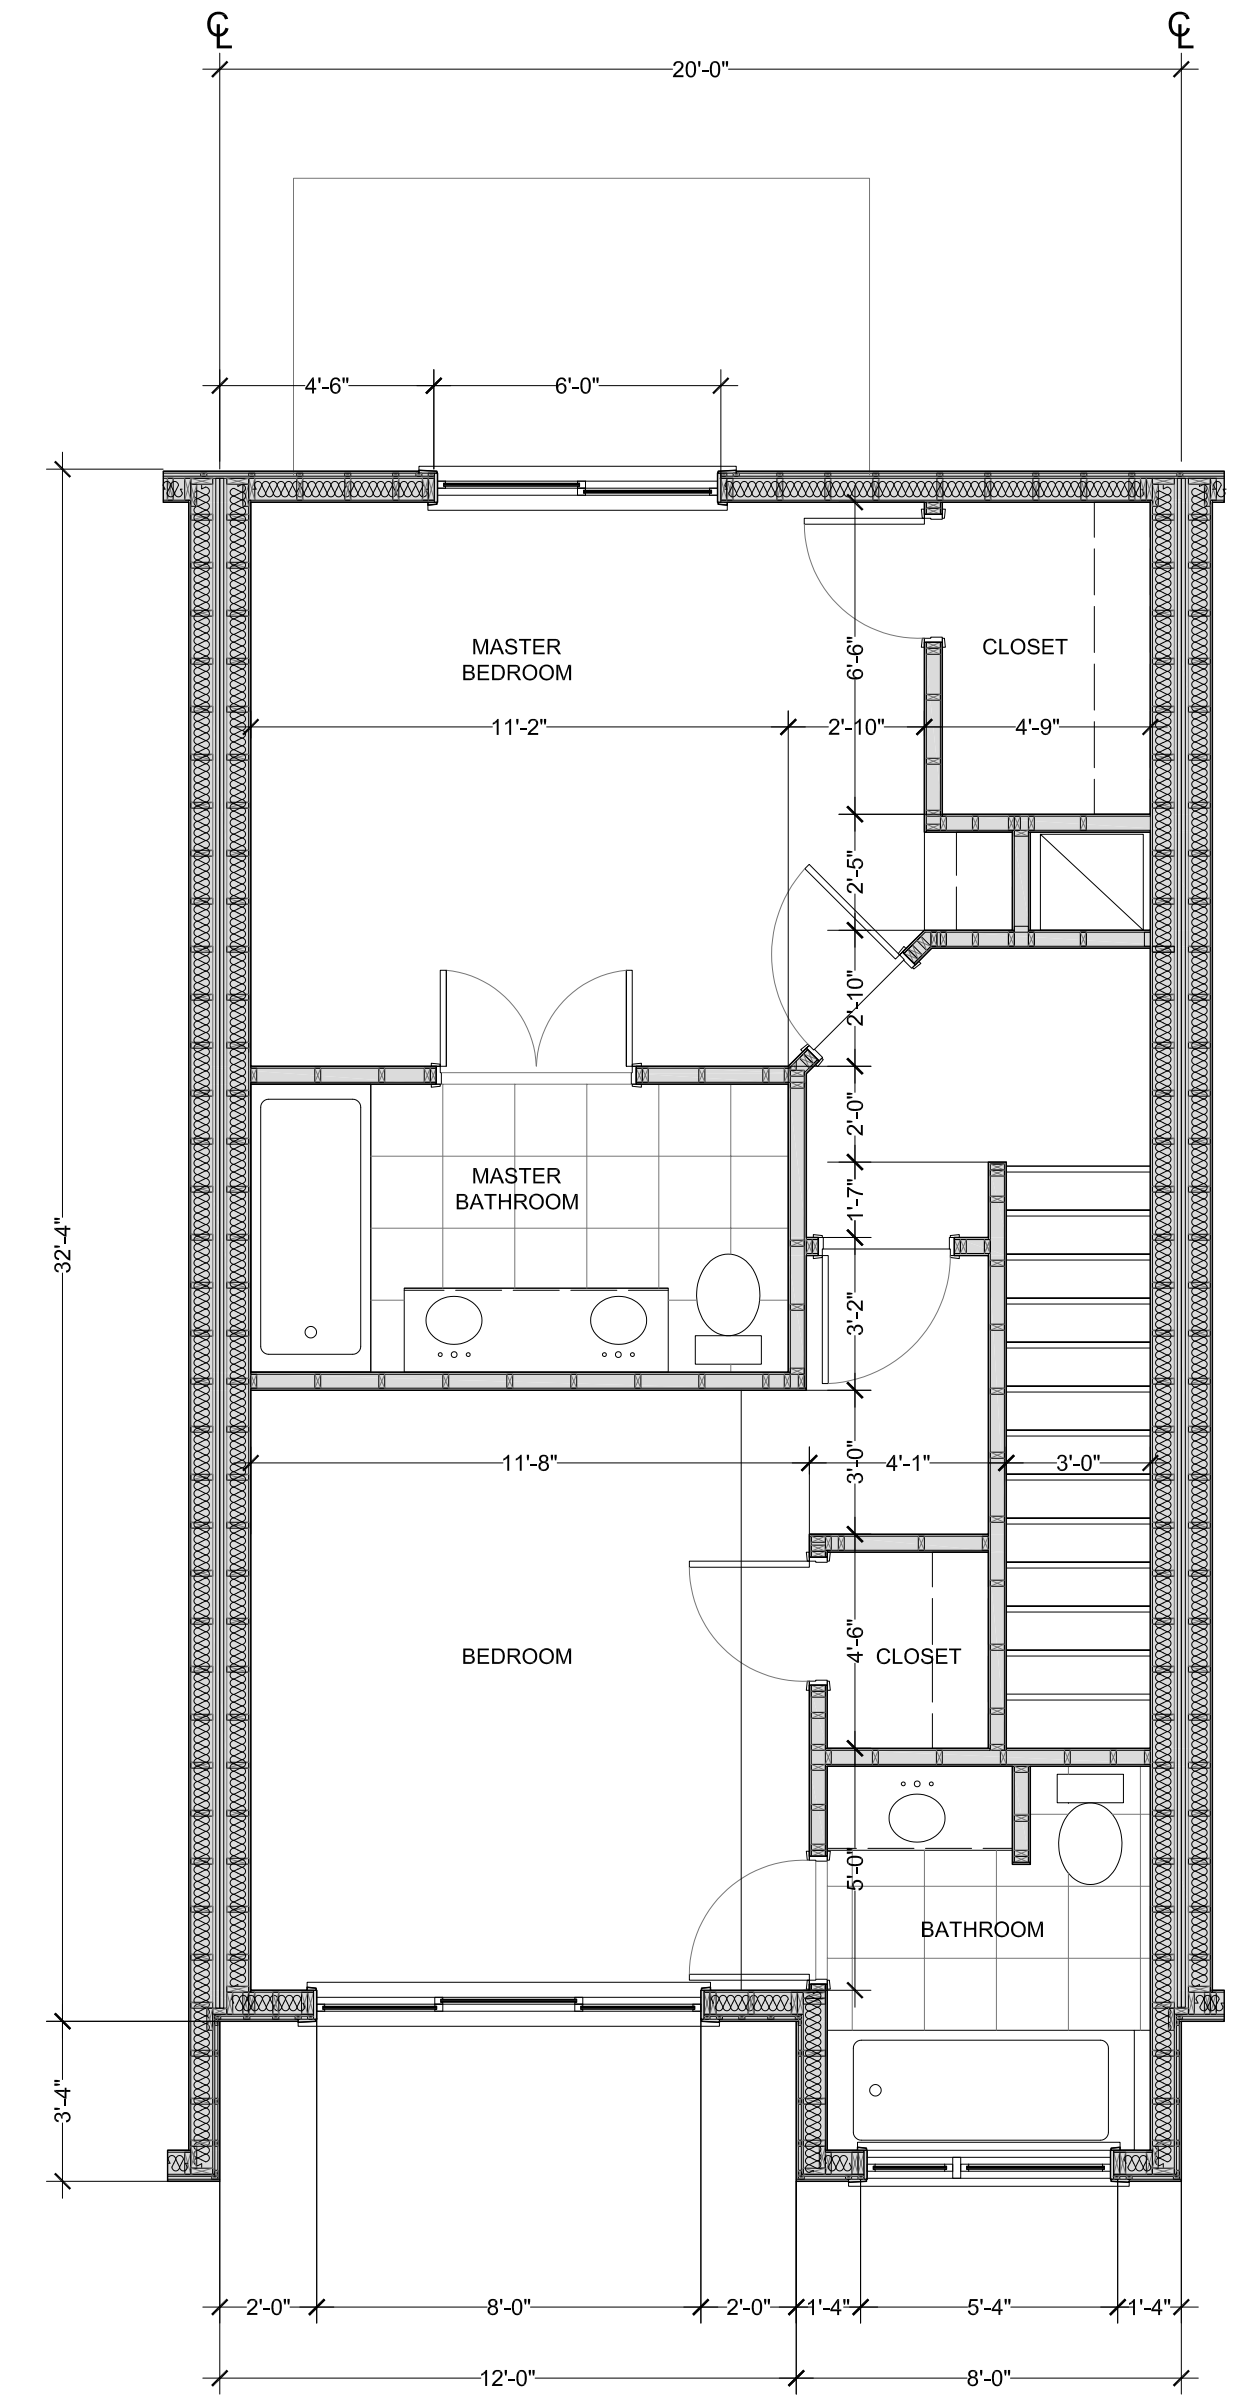 ℄ ℄
20'-0"
4'-6" 6'-0"
MASTER
BEDROOM
CLOSET
6'-6"
11'-2" 2'-10" 4'-9"
2'-5"
2'-10"
2'-0"
MASTER
BATHROOM
1'-7"
32'-4"
3'-2"
11'-8" 3'-0" 4'-1" 3'-0"
4'-6"
BEDROOM
CLOSET
5'-0"
BATHROOM
3'-4"
2'-0" 8'-0" 2'-0" 1'-4" 5'-4" 1'-4"
12'-0" 8'-0"